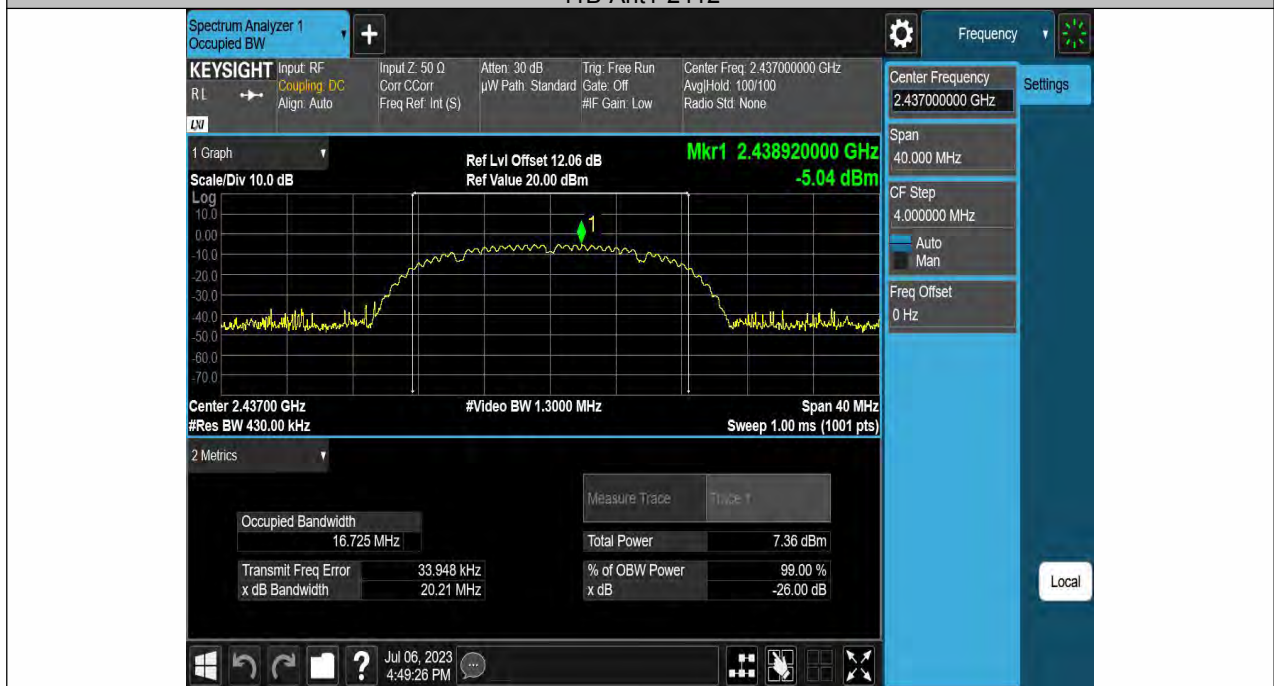 11B-Ant1-2412
Spectrum Analyzer 1
Occupied BW
+
Frequency
KEYSIGHT
Input: RF
Input Z: 50 Ω
Atten: 30 dB
Trig: Free Run
Center Freq: 2.437000000 GHz
RL
Coupling: DC
Corr CCorr
µW Path: Standard
Gate: Off
Avg|Hold: 100/100
Align: Auto
Freq Ref: Int (S)
#IF Gain: Low
Radio Std: None
LXI
Center Frequency
2.437000000 GHz
Settings
Span
40.000 MHz
CF Step
4.000000 MHz
Auto
Man
Freq Offset
0 Hz
Local
1 Graph
Ref Lvl Offset 12.06 dB
Mkr1 2.438920000 GHz
Scale/Div 10.0 dB
Ref Value 20.00 dBm
-5.04 dBm
Log
10.0
0.00
-10.0
-20.0
-30.0
-40.0
-50.0
-60.0
-70.0
1
Center 2.43700 GHz
#Video BW 1.3000 MHz
Span 40 MHz
#Res BW 430.00 kHz
Sweep 1.00 ms (1001 pts)
2 Metrics
Measure Trace
Trace 1
Occupied Bandwidth
16.725 MHz
Total Power
7.36 dBm
Transmit Freq Error
33.948 kHz
% of OBW Power
99.00 %
x dB Bandwidth
20.21 MHz
x dB
-26.00 dB
?
Jul 06, 2023
4:49:26 PM